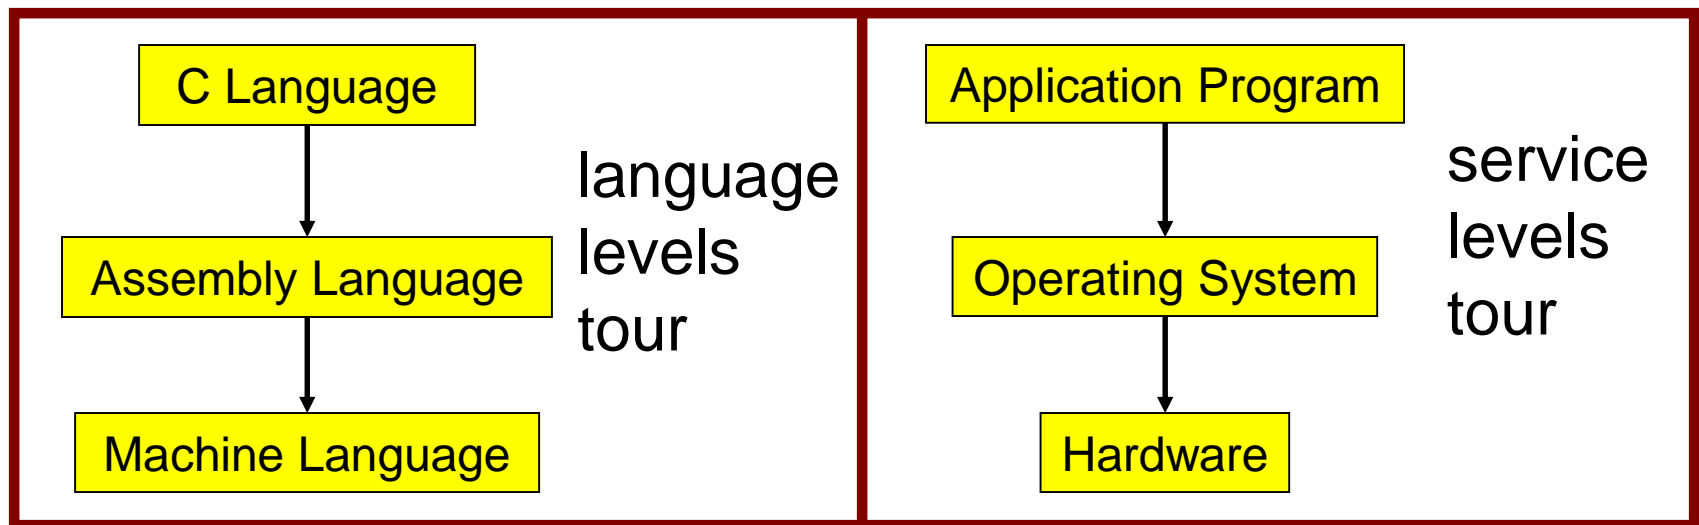 C Language
Assembly Language
Machine Language
language
levels
tour
Application Program
Operating System
Hardware
service
levels
tour